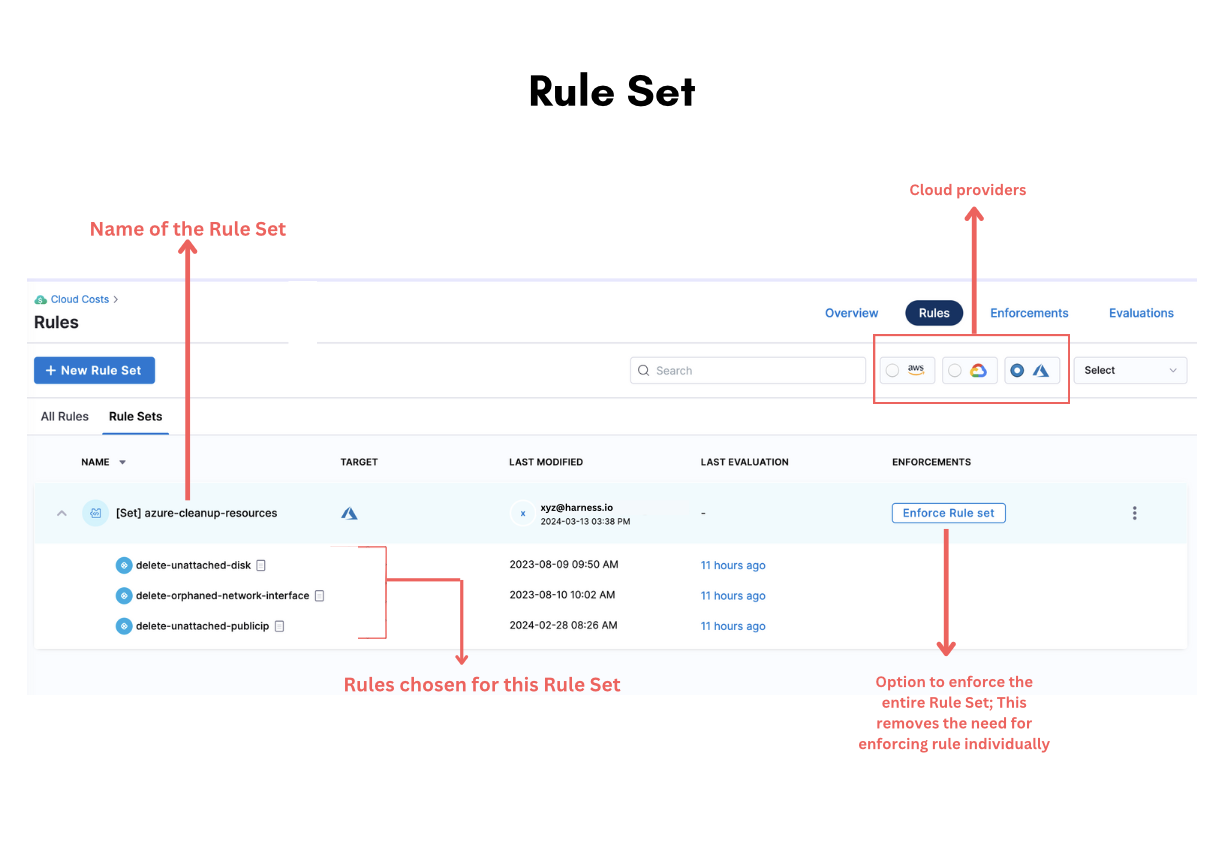 Rule Set
Cloud providers
Name of the Rule Set
Cloud Costs
Rules
Overview
Rules
Enforcements
Evaluations
+ New Rule Set
Search
aws
Select
All Rules
Rule Sets
NAME
TARGET
LAST MODIFIED
LAST EVALUATION
ENFORCEMENTS
[Set] azure-cleanup-resources
x
xyz@harness.io
2024-03-13 03:38 PM
-
Enforce Rule set
delete-unattached-disk
2023-08-09 09:50 AM
11 hours ago
delete-orphaned-network-interface
2023-08-10 10:02 AM
11 hours ago
delete-unattached-publicip
2024-02-28 08:26 AM
11 hours ago
Rules chosen for this Rule Set
Option to enforce the
entire Rule Set; This
removes the need for
enforcing rule individually